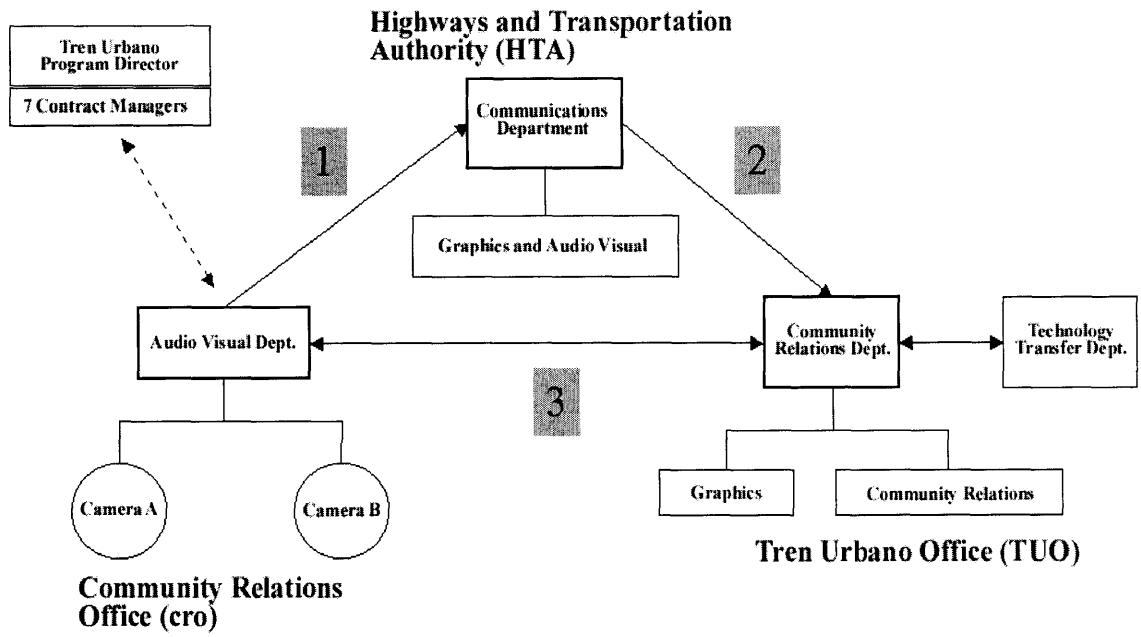 Highways and Transportation
Authority (HTA)
Tren Urbano
Program Director
7 Contract Managers
Communications
Department
1
2
Graphics and Audio Visual
Audio Visual Dept.
Community
Relations Dept.
Technology
Transfer Dept.
3
Camera A
Camera B
Graphics
Community Relations
Tren Urbano Office (TUO)
Community Relations
Office (cro)